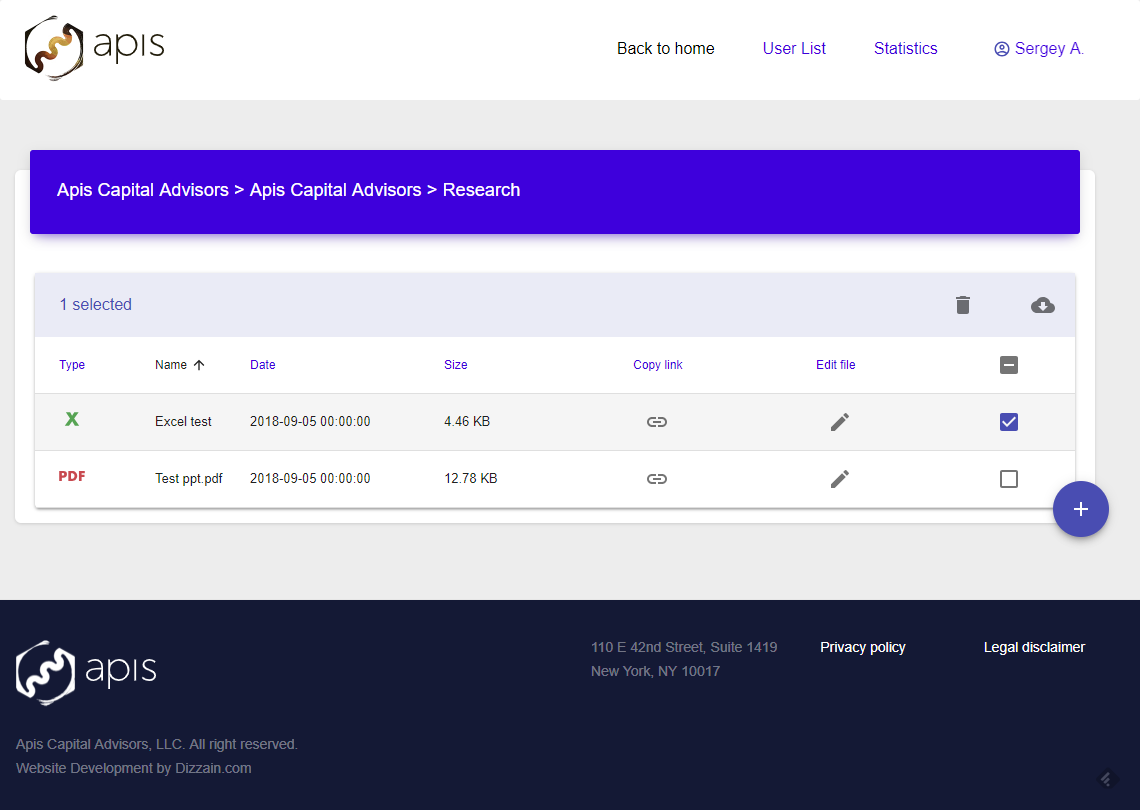 apis
Back to home User List Statistics Sergey A.
Apis Capital Advisors > Apis Capital Advisors > Research
1 selected
Type Name Date Size Copy link Edit file
X Excel test 2018-09-05 00:00:00 4.46 KB
PDF Test ppt.pdf 2018-09-05 00:00:00 12.78 KB
+
apis
110 E 42nd Street, Suite 1419 Privacy policy Legal disclaimer
New York, NY 10017
Apis Capital Advisors, LLC. All right reserved.
Website Development by Dizzain.com